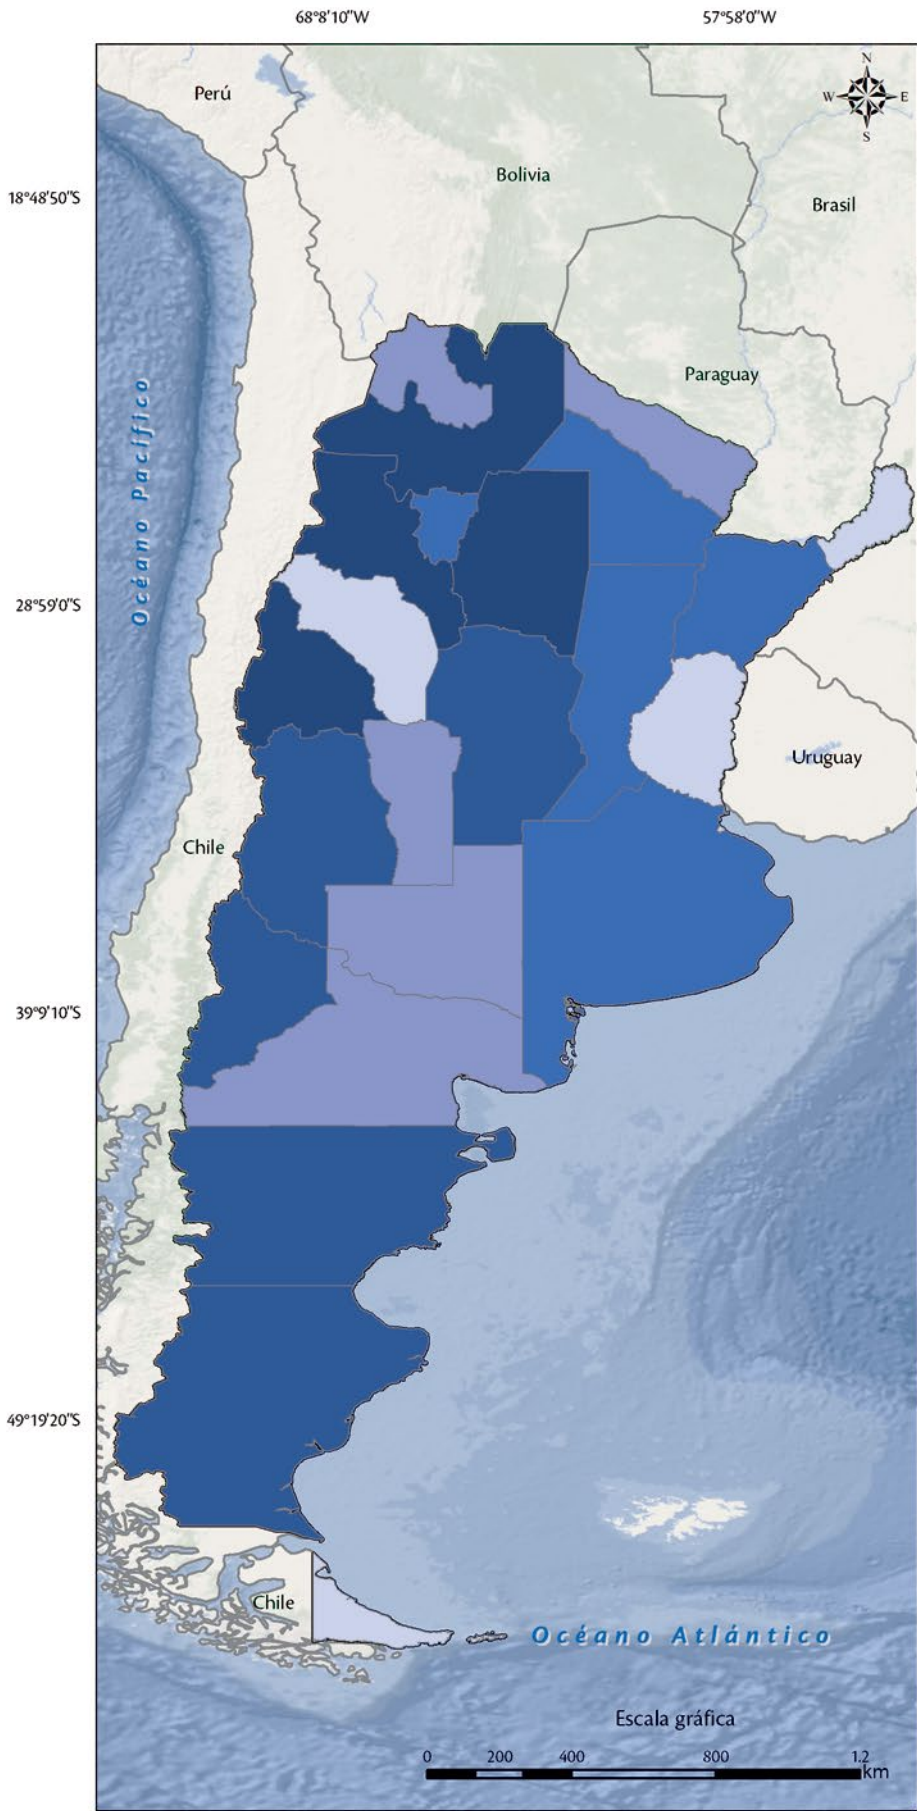 68°8'10"W
57°58'0"W
N
W
E
S
Perú
Bolivia
18°48'50"S
Brasil
Paraguay
Océano Pacífico
28°59'0"S
Uruguay
Chile
39°9'10"S
49°19'20"S
Chile
Océano Atlántico
Escala gráfica
0 200 400 800 1.2
km